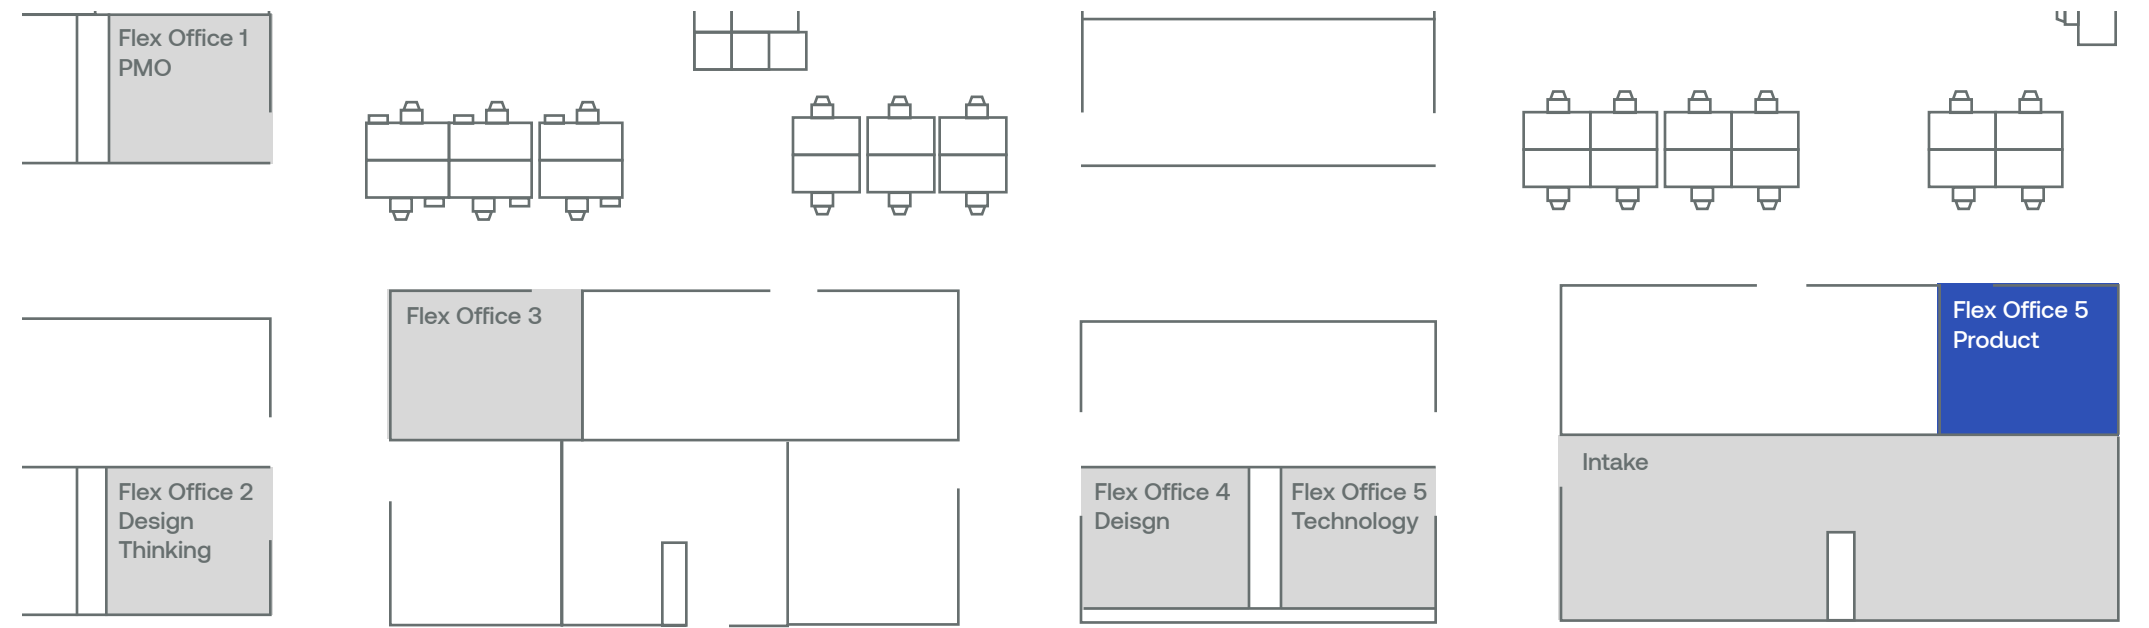 Flex Office 1
PMO
Flex Office 3
Flex Office 5
Product
Intake
Flex Office 2
Design
Thinking
Flex Office 4
Deisgn
Flex Office 5
Technology